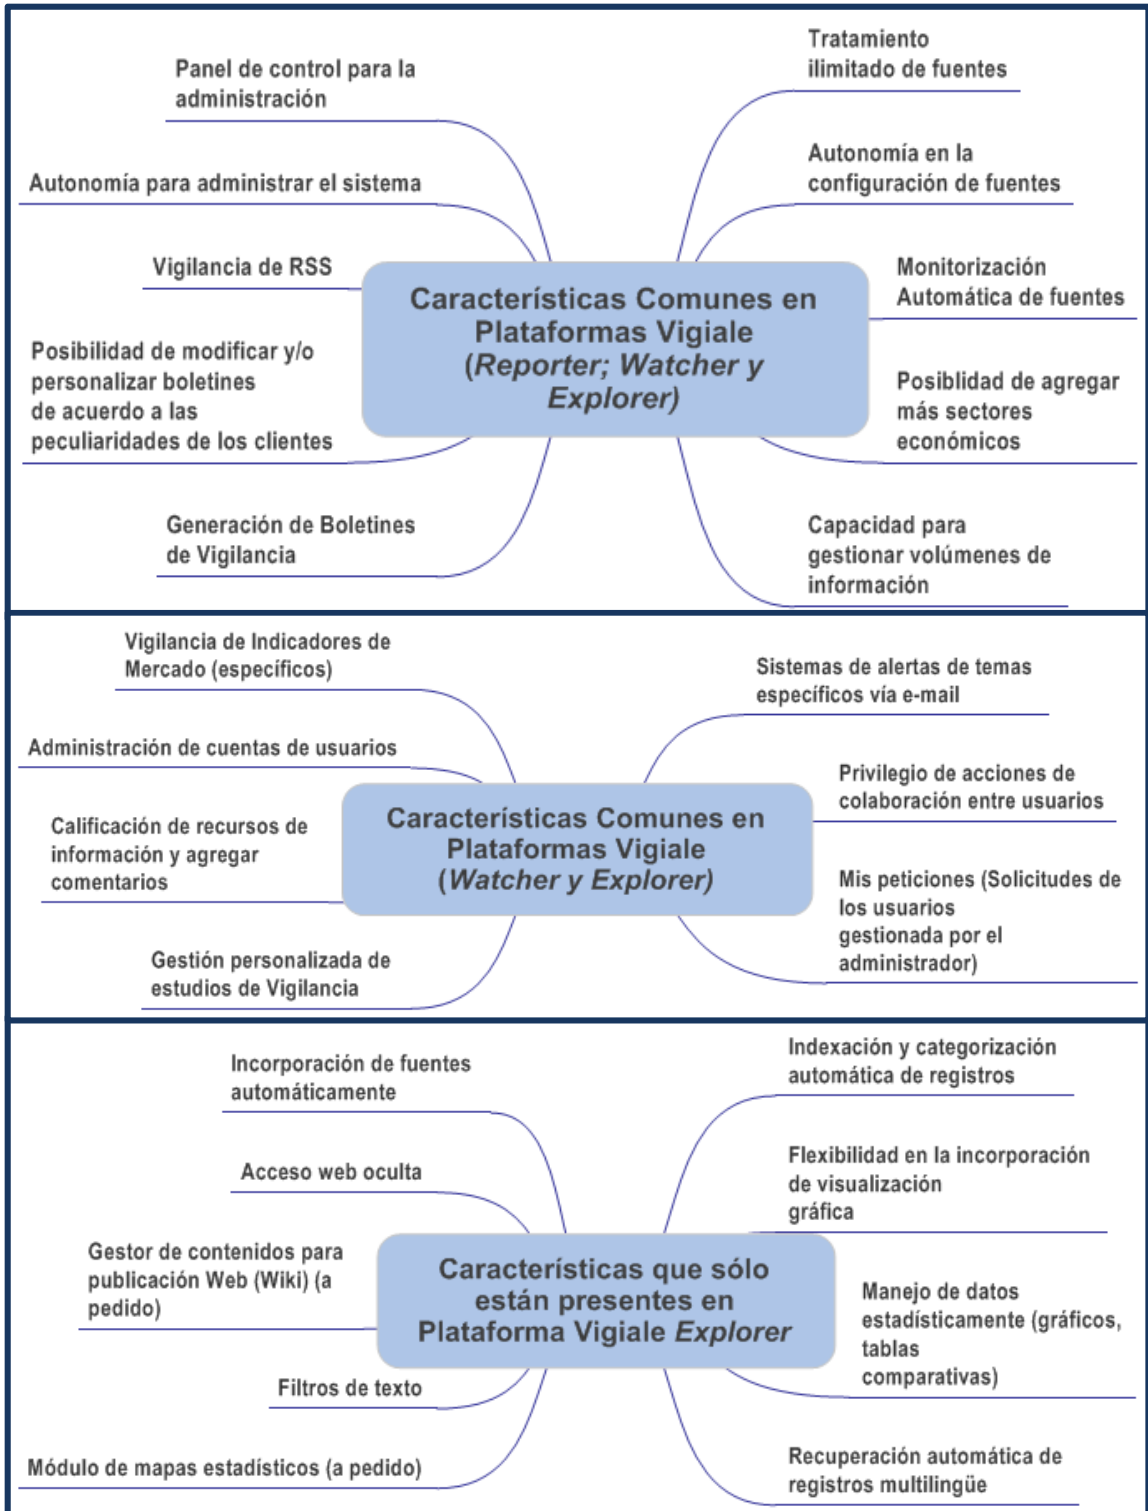 Panel de control para la
administración
Autonomía para administrar el sistema
Vigilancia de RSS
Posibilidad de modificar y/o
personalizar boletines
de acuerdo a las
peculiaridades de los clientes
Generación de Boletines
de Vigilancia
Características Comunes en
Plataformas Vigiale
(Reporter; Watcher y
Explorer)
Tratamiento
ilimitado de fuentes
Autonomía en la
configuración de fuentes
Monitorización
Automática de fuentes
Posiblidad de agregar
más sectores
económicos
Capacidad para
gestionar volúmenes de
información
Vigilancia de Indicadores de
Mercado (específicos)
Administración de cuentas de usuarios
Calificación de recursos de
información y agregar
comentarios
Gestión personalizada de
estudios de Vigilancia
Características Comunes en
Plataformas Vigiale
(Watcher y Explorer)
Sistemas de alertas de temas
específicos vía e-mail
Privilegio de acciones de
colaboración entre usuarios
Mis peticiones (Solicitudes de
los usuarios
gestionada por el
administrador)
Incorporación de fuentes
automáticamente
Acceso web oculta
Gestor de contenidos para
publicación Web (Wiki) (a
pedido)
Filtros de texto
Módulo de mapas estadísticos (a pedido)
Características que sólo
están presentes en
Plataforma Vigiale Explorer
Indexación y categorización
automática de registros
Flexibilidad en la incorporación
de visualización
gráfica
Manejo de datos
estadísticamente (gráficos,
tablas
comparativas)
Recuperación automática de
registros multilingüe